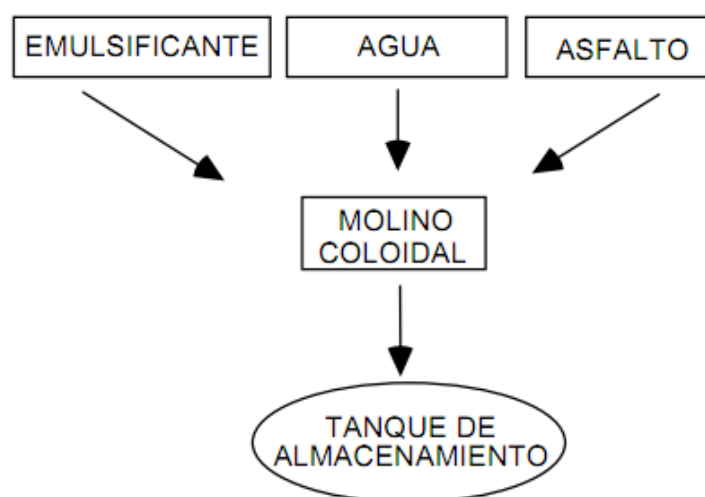 EMULSIFICANTE
AGUA
ASFALTO
MOLINO
COLOIDAL
TANQUE DE
ALMACENAMIENTO